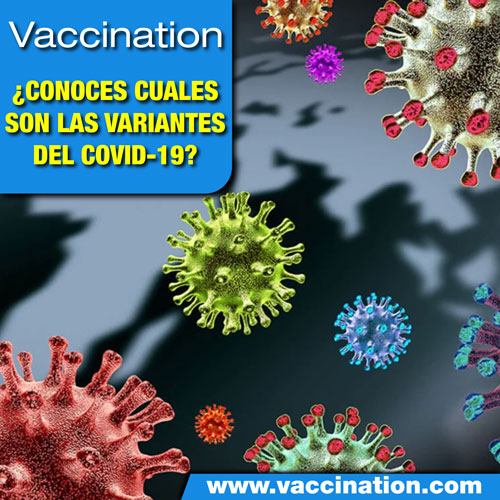 Vaccination
¿CONOCES CUALES
SON LAS VARIANTES
DEL COVID-19?
www.vaccination.com